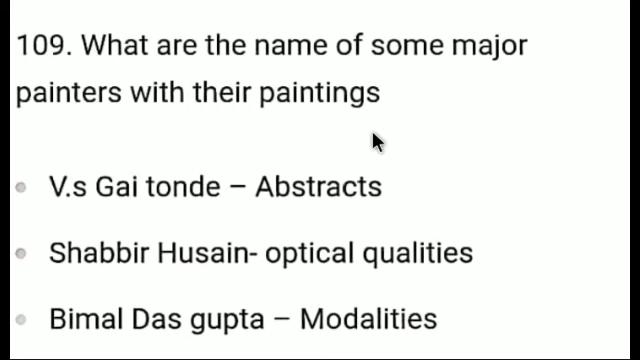 109. What are the name of some major
painters with their paintings
V.s Gai tonde – Abstracts
Shabbir Husain- optical qualities
Bimal Das gupta – Modalities